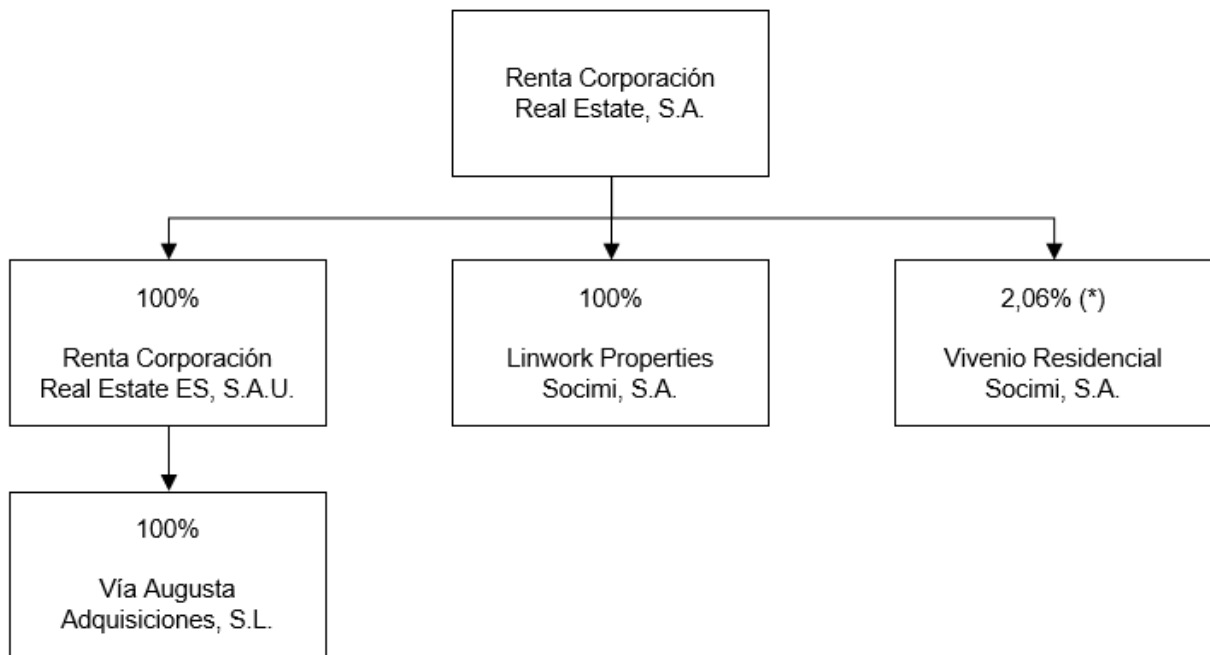 Renta Corporación
Real Estate, S.A.
100%
Renta Corporación
Real Estate ES, S.A.U.
100%
Linwork Properties
Socimi, S.A.
2,06% (*)
Vivenio Residencial
Socimi, S.A.
100%
Vía Augusta
Adquisiciones, S.L.